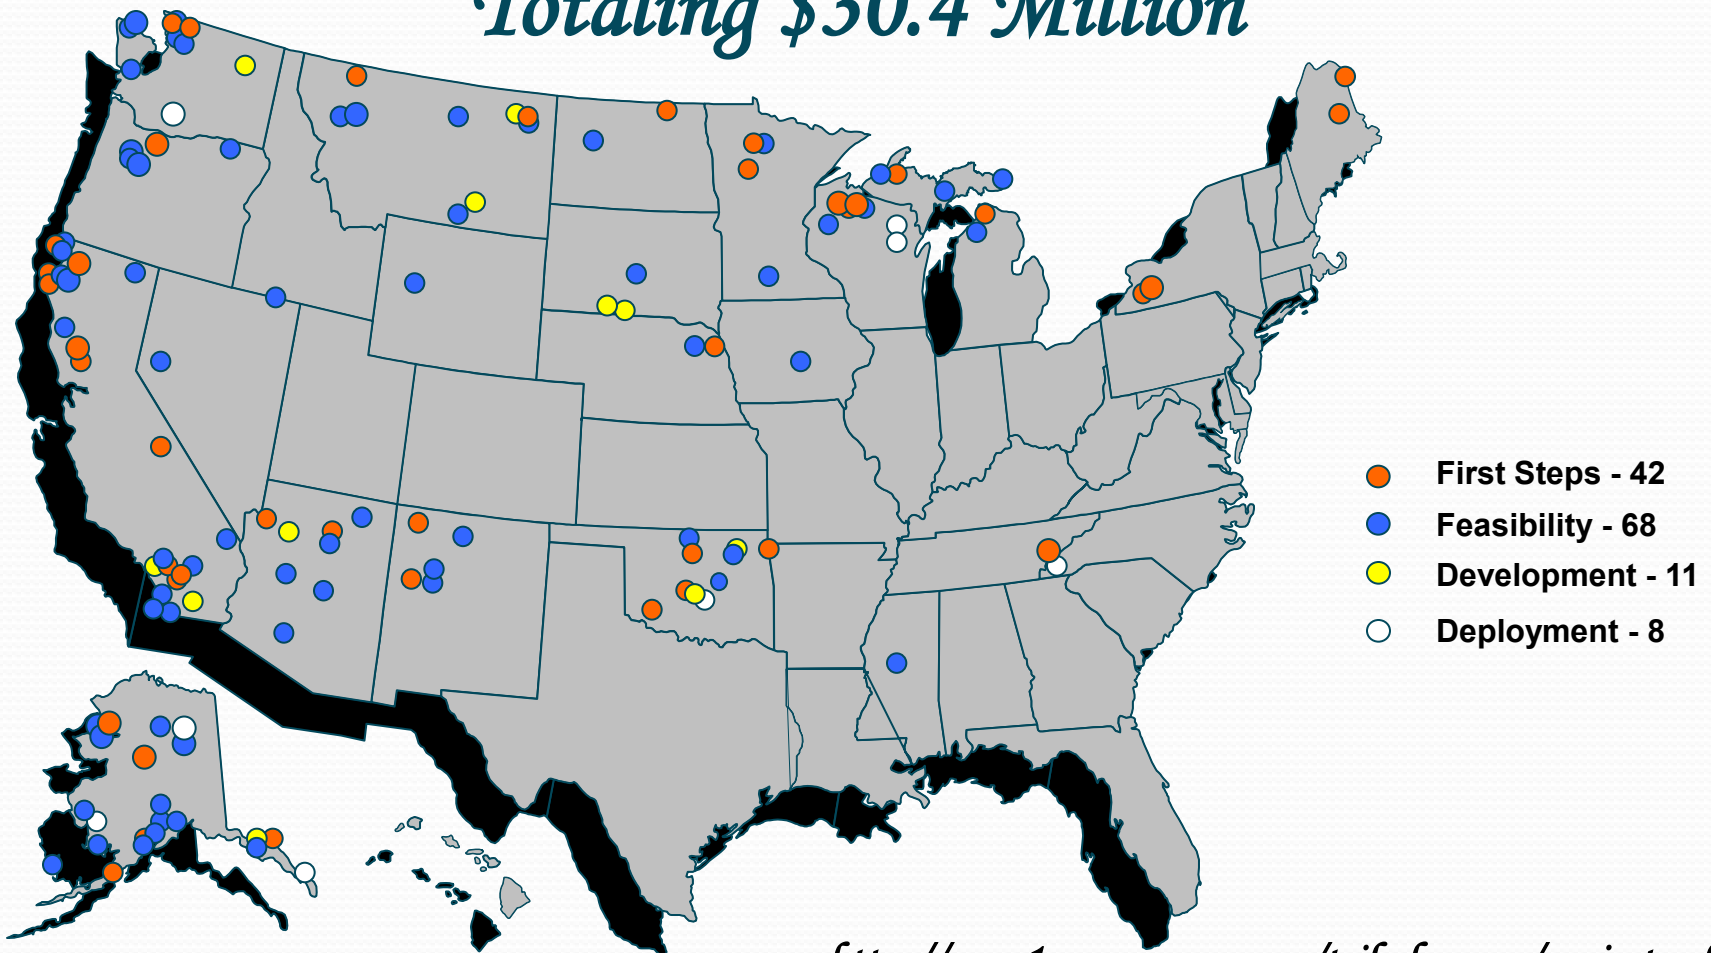 Totaling $30.4 Million
First Steps - 42
Feasibility - 68
Development - 11
Deployment - 8